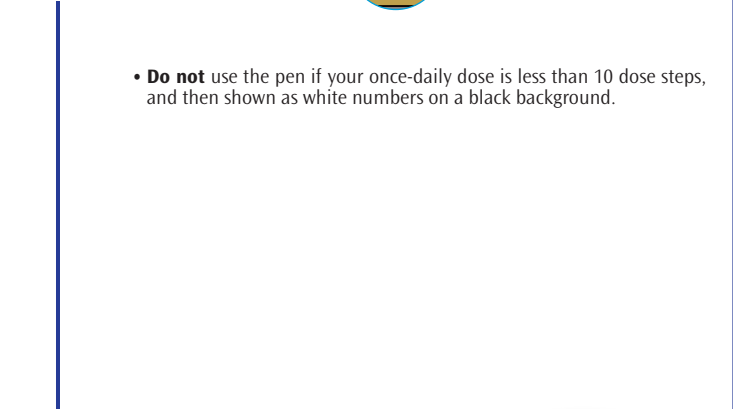 • Do not use the pen if your once-daily dose is less than 10 dose steps,
and then shown as white numbers on a black background.